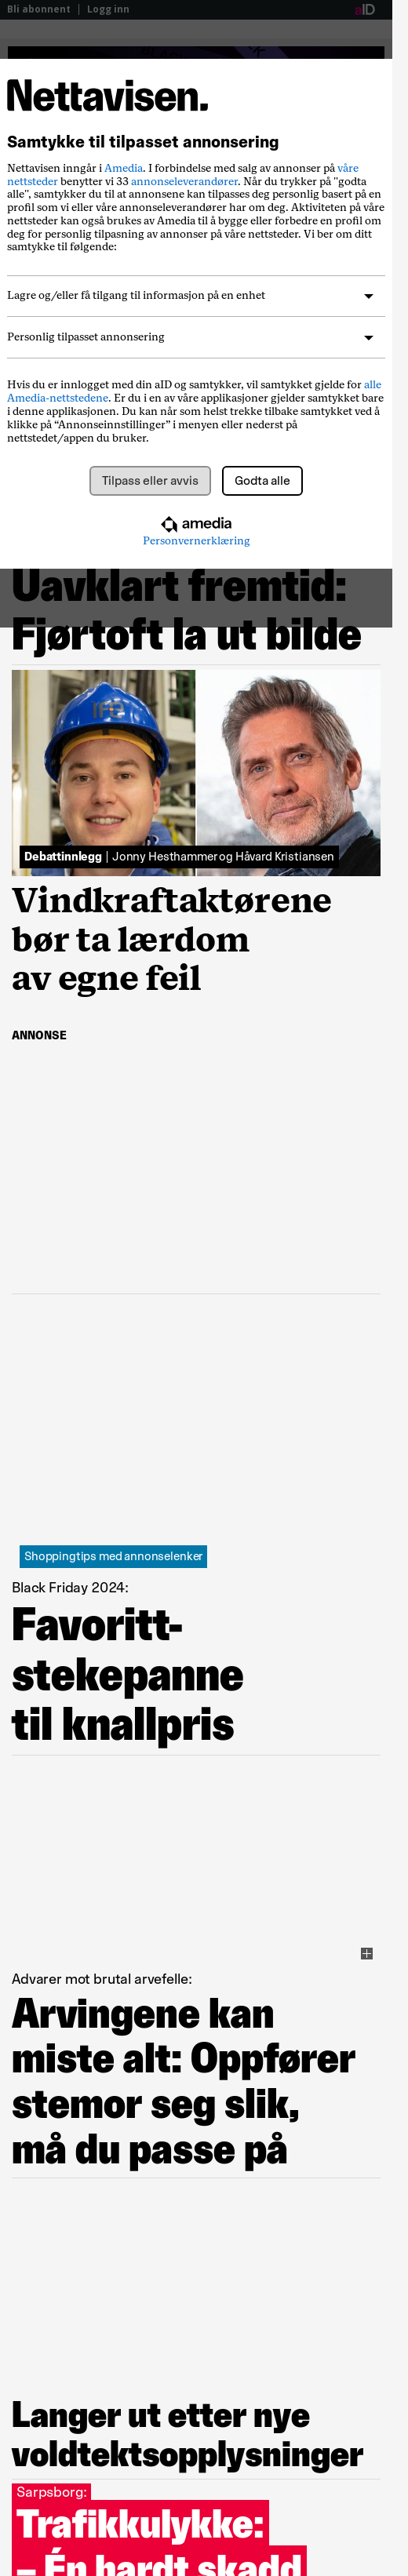 Bli abonnent | Logg inn
aID
Nettavisen.
Samtykke til tilpasset annonsering
Nettavisen inngår i Amedia. I forbindelse med salg av annonser på våre
nettsteder benytter vi 33 annonseleverandører. Når du trykker på "godta
alle", samtykker du til at annonsene kan tilpasses deg personlig basert på en
profil som vi eller våre annonseleverandører har om deg. Aktiviteten på våre
nettsteder kan også brukes av Amedia til å bygge eller forbedre en profil om
deg for personlig tilpasning av annonser på våre nettsteder. Vi ber om ditt
samtykke til følgende:
Lagre og/eller få tilgang til informasjon på en enhet
Personlig tilpasset annonsering
Hvis du er innlogget med din aID og samtykker, vil samtykket gjelde for alle
Amedia-nettstedene. Er du i en av våre applikasjoner gjelder samtykket bare
i denne applikasjonen. Du kan når som helst trekke tilbake samtykket ved å
klikke på “Annonseinnstillinger” i menyen eller nederst på
nettstedet/appen du bruker.
Tilpass eller avvis
Godta alle
amedia
Personvernerklæring
Uavklart fremtid:
Fjørtoft la ut bilde
Debattinnlegg | Jonny Hesthammer og Håvard Kristiansen
Vindkraftaktørene
bør ta lærdom
av egne feil
ANNONSE
Shoppingtips med annonselenker
Black Friday 2024:
Favoritt-
stekepanne
til knallpris
Advarer mot brutal arvefelle:
Arvingene kan
miste alt: Oppfører
stemor seg slik,
må du passe på
Langer ut etter nye
voldtektsopplysninger
Sarpsborg:
Trafikkulykke:
– Én hardt skadd